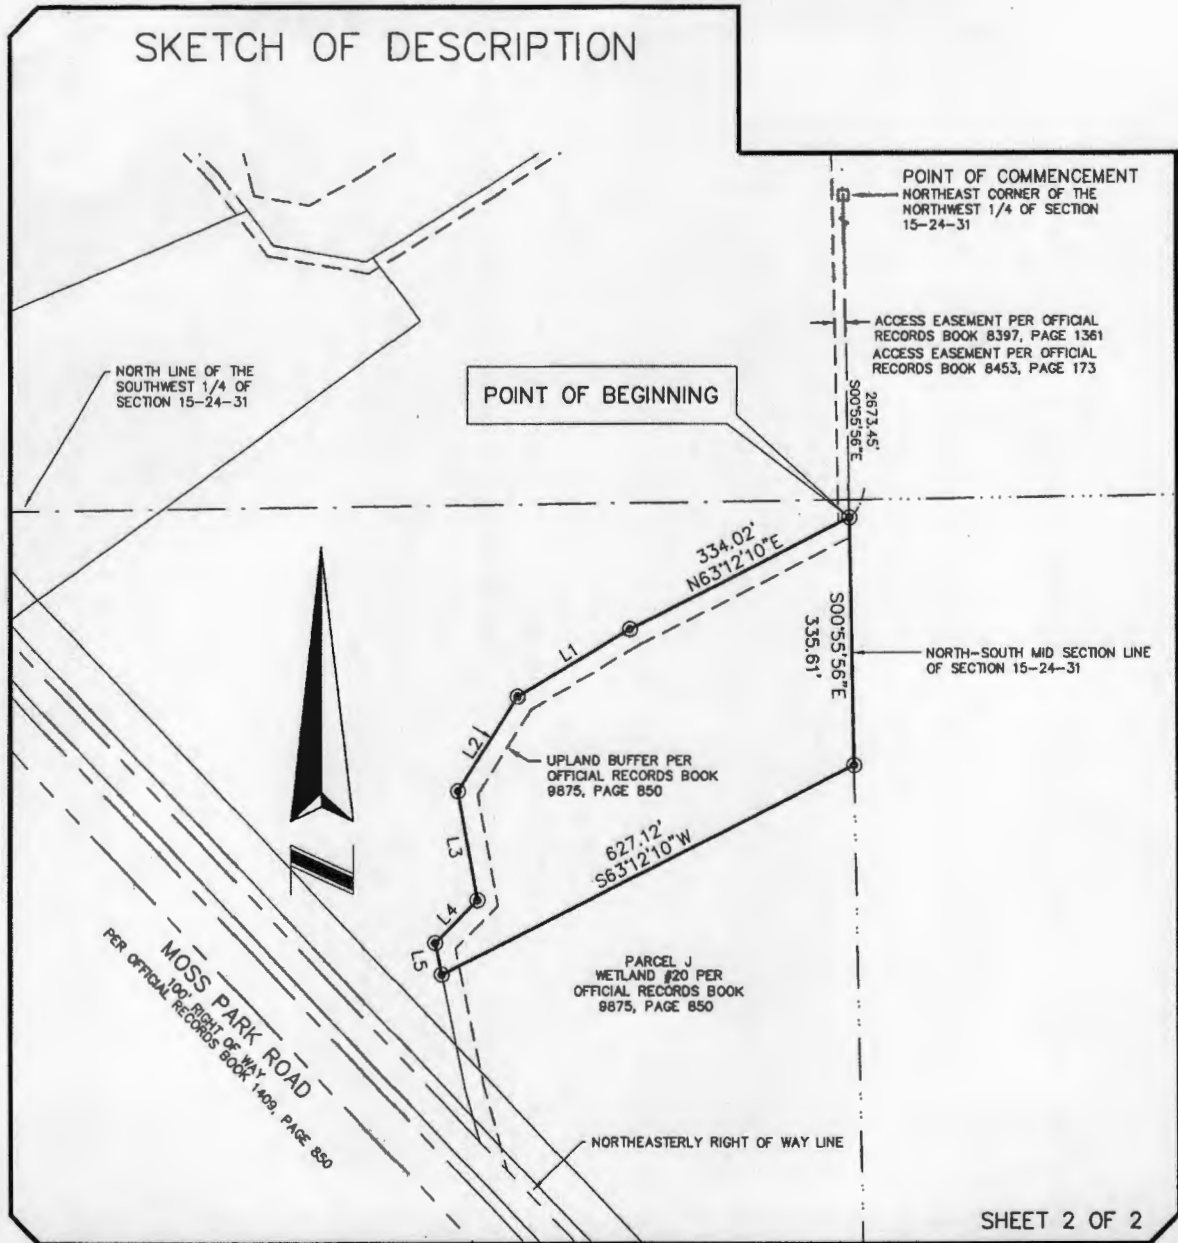 SKETCH OF DESCRIPTION
POINT OF COMMENCEMENT
NORTHEAST CORNER OF THE
NORTHWEST 1/4 OF SECTION
15-24-31
ACCESS EASEMENT PER OFFICIAL
RECORDS BOOK 8397, PAGE 1361
ACCESS EASEMENT PER OFFICIAL
RECORDS BOOK 8453, PAGE 173
NORTH LINE OF THE
SOUTHWEST 1/4 OF
SECTION 15-24-31
POINT OF BEGINNING
2673.45'
S00°55'56"E
334.02'
N63°12'10"E
S00°55'56"E
335.61'
NORTH-SOUTH MID SECTION LINE
OF SECTION 15-24-31
L1
L2
UPLAND BUFFER PER
OFFICIAL RECORDS BOOK
9875, PAGE 850
L3
627.12'
S63°12'10"W
L4
L5
PARCEL J
WETLAND #20 PER
OFFICIAL RECORDS BOOK
9875, PAGE 850
MOSS PARK ROAD
100' RIGHT OF WAY
PER OFFICIAL RECORDS BOOK 1409, PAGE 850
NORTHEASTERLY RIGHT OF WAY LINE
SHEET 2 OF 2